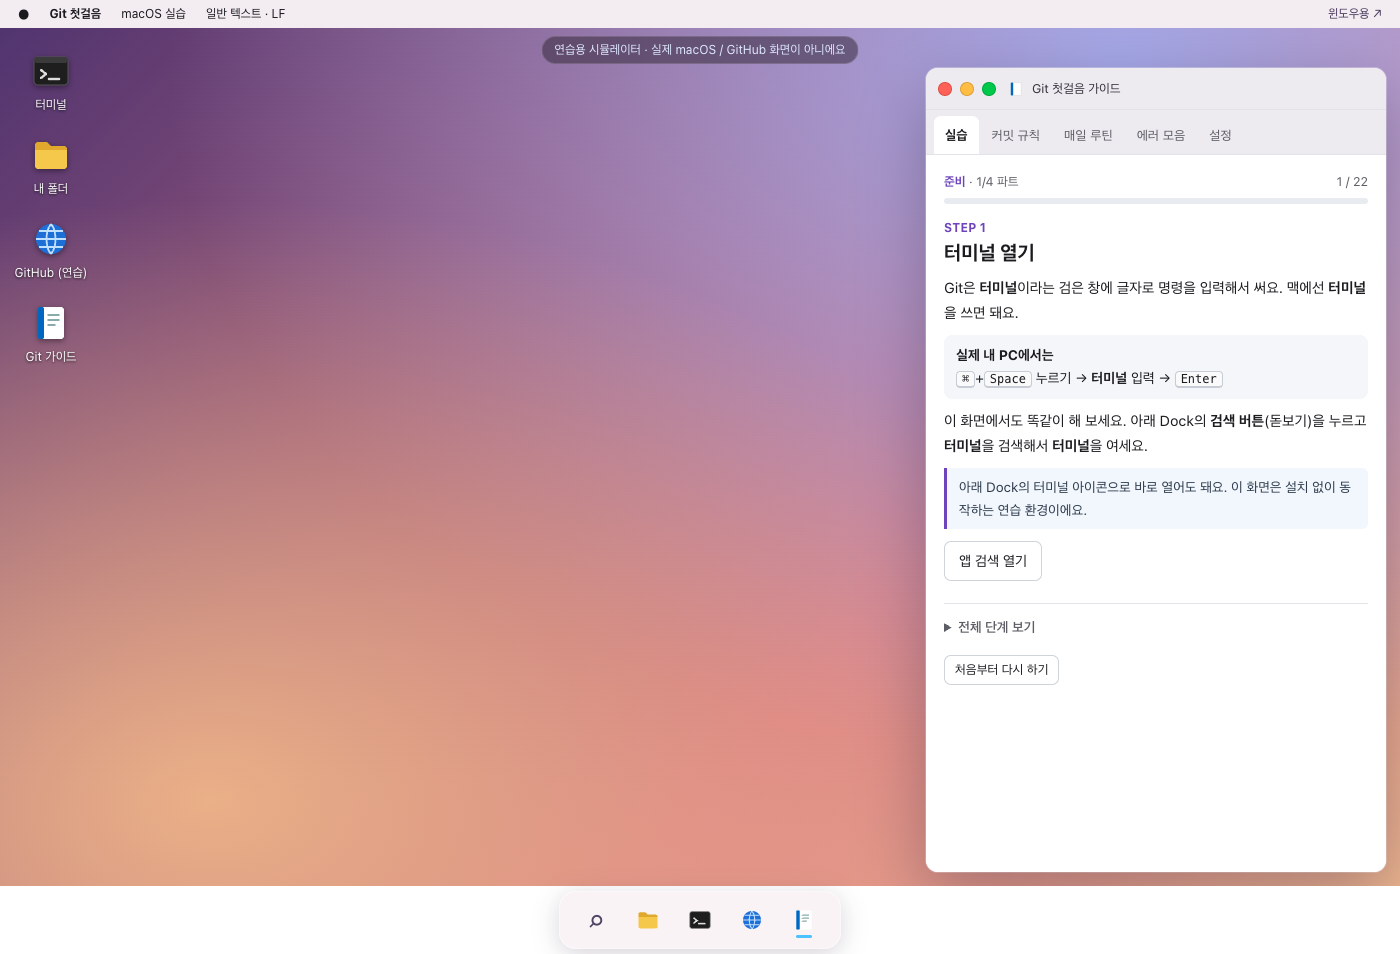 Git 첫걸음 macOS 실습 일반 텍스트 · LF 윈도우용 ↗
연습용 시뮬레이터 · 실제 macOS / GitHub 화면이 아니에요
터미널
내 폴더
GitHub (연습)
Git 가이드
Git 첫걸음 가이드
실습 커밋 규칙 매일 루틴 에러 모음 설정
준비 · 1/4 파트 1 / 22
STEP 1
터미널 열기
Git은 터미널이라는 검은 창에 글자로 명령을 입력해서 써요. 맥에선 터미널
을 쓰면 돼요.
실제 내 PC에서는
⌘+Space 누르기 → 터미널 입력 → Enter
이 화면에서도 똑같이 해 보세요. 아래 Dock의 검색 버튼(돋보기)을 누르고
터미널을 검색해서 터미널을 여세요.
아래 Dock의 터미널 아이콘으로 바로 열어도 돼요. 이 화면은 설치 없이 동
작하는 연습 환경이에요.
앱 검색 열기
▶ 전체 단계 보기
처음부터 다시 하기